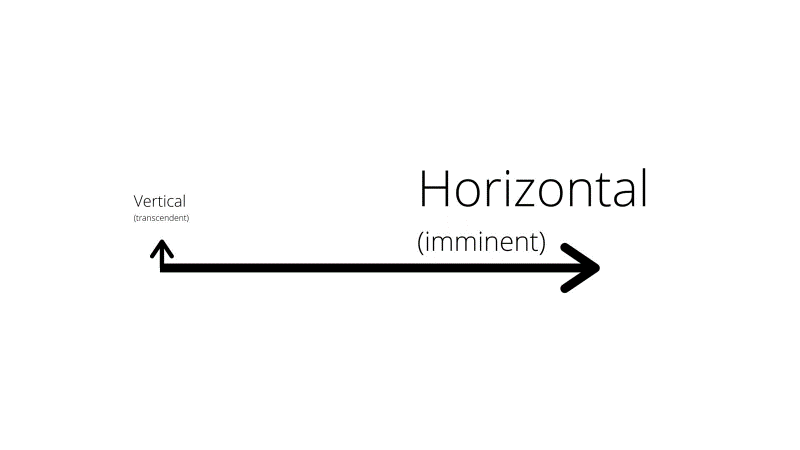 Vertical
(transcendent)
Horizontal
(imminent)